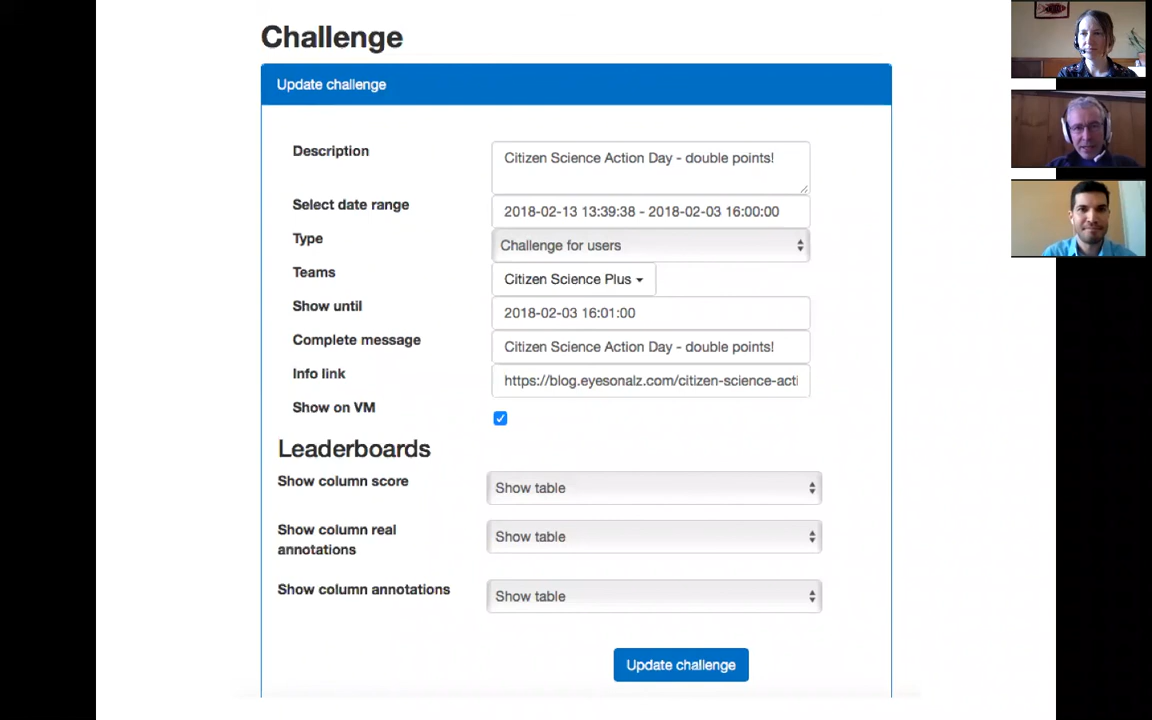 Challenge
Update challenge
Description
Citizen Science Action Day - double points!
Select date range
2018-02-13 13:39:38 - 2018-02-03 16:00:00
Type
Challenge for users
Teams
Citizen Science Plus
Show until
2018-02-03 16:01:00
Complete message
Citizen Science Action Day - double points!
Info link
https://blog.eyesonalz.com/citizen-science-acti
Show on VM
Leaderboards
Show column score
Show table
Show column real
annotations
Show table
Show column annotations
Show table
Update challenge